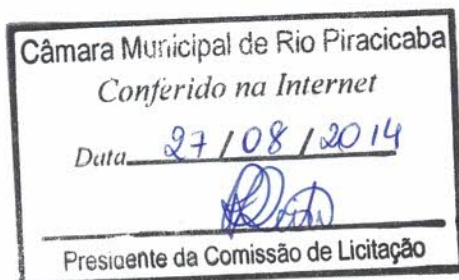 Câmara Municipal de Rio Piracicaba
Conferido na Internet
Data 27/08/2014
Presidente da Comissão de Licitação